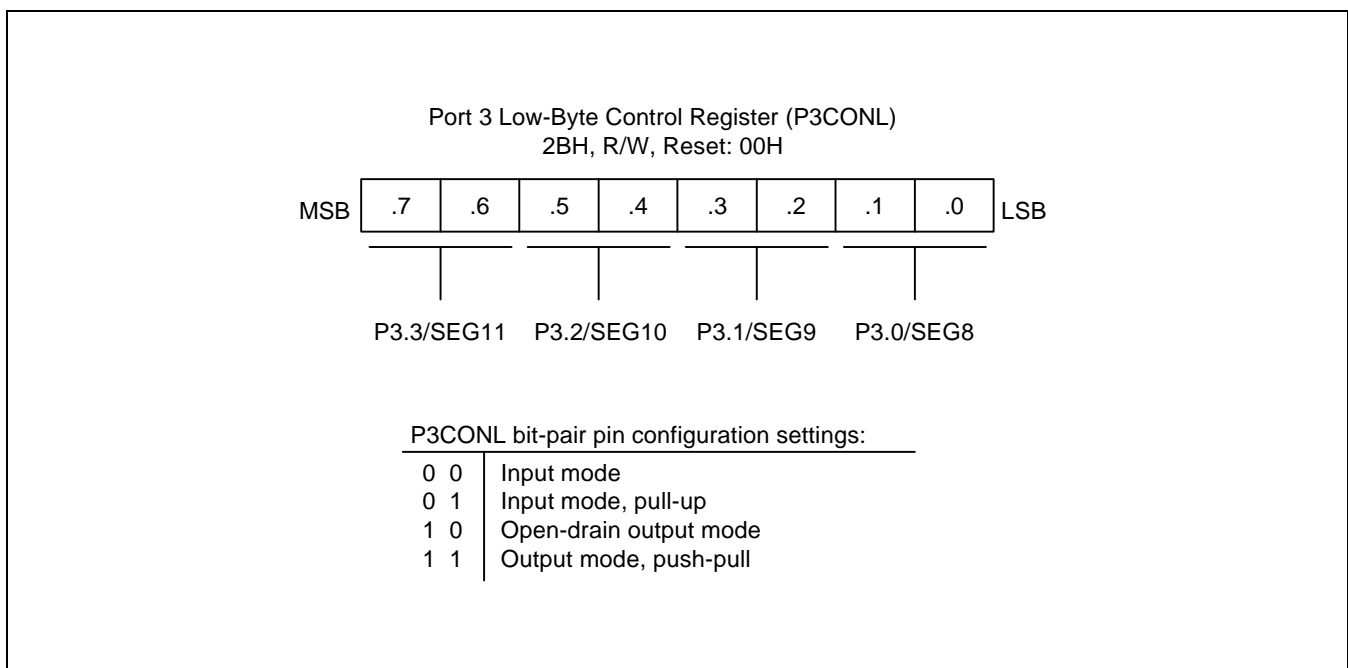 Port 3 Low-Byte Control Register (P3CONL)
2BH, R/W, Reset: 00H
MSB .7 .6 .5 .4 .3 .2 .1 .0 LSB
P3.3/SEG11 P3.2/SEG10 P3.1/SEG9 P3.0/SEG8
P3CONL bit-pair pin configuration settings:
0 0 Input mode
0 1 Input mode, pull-up
1 0 Open-drain output mode
1 1 Output mode, push-pull